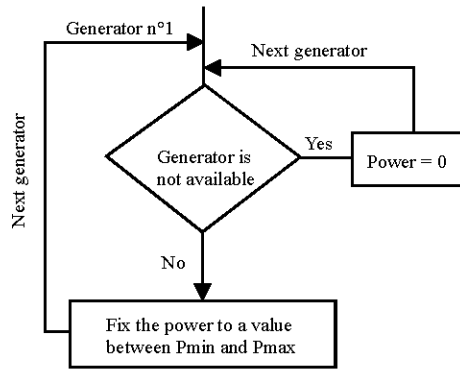 Generator n°1
Next generator
Generator is
not available
Yes
Power = 0
Next generator
No
Fix the power to a value
between Pmin and Pmax